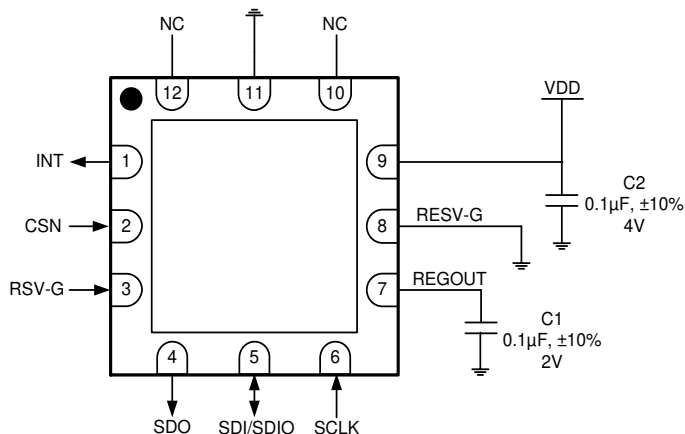 NC
NC
12
11
10
VDD
INT
1
9
C2
0.1µF, ±10%
4V
CSN
2
8
RESV-G
RSV-G
3
7
REGOUT
C1
0.1µF, ±10%
2V
4
5
6
SDO
SDI/SDIO
SCLK